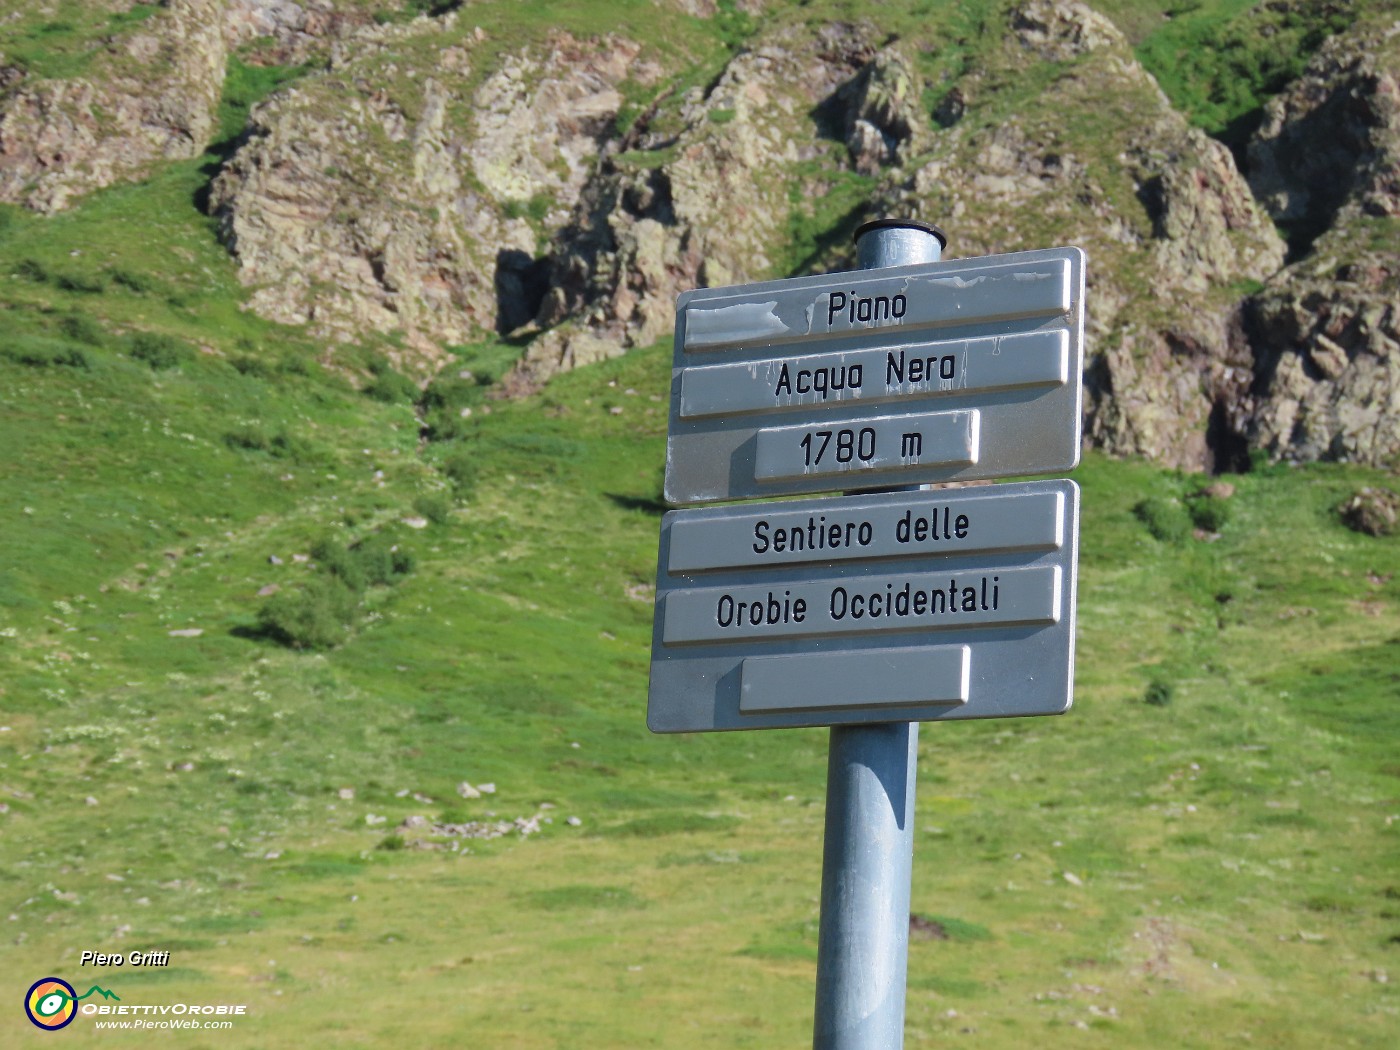 Piano
Acqua Nera
1780 m
Sentiero delle
Orobie Occidentali
Piero Gritti
ObiettivOrobie
www.PieroWeb.com